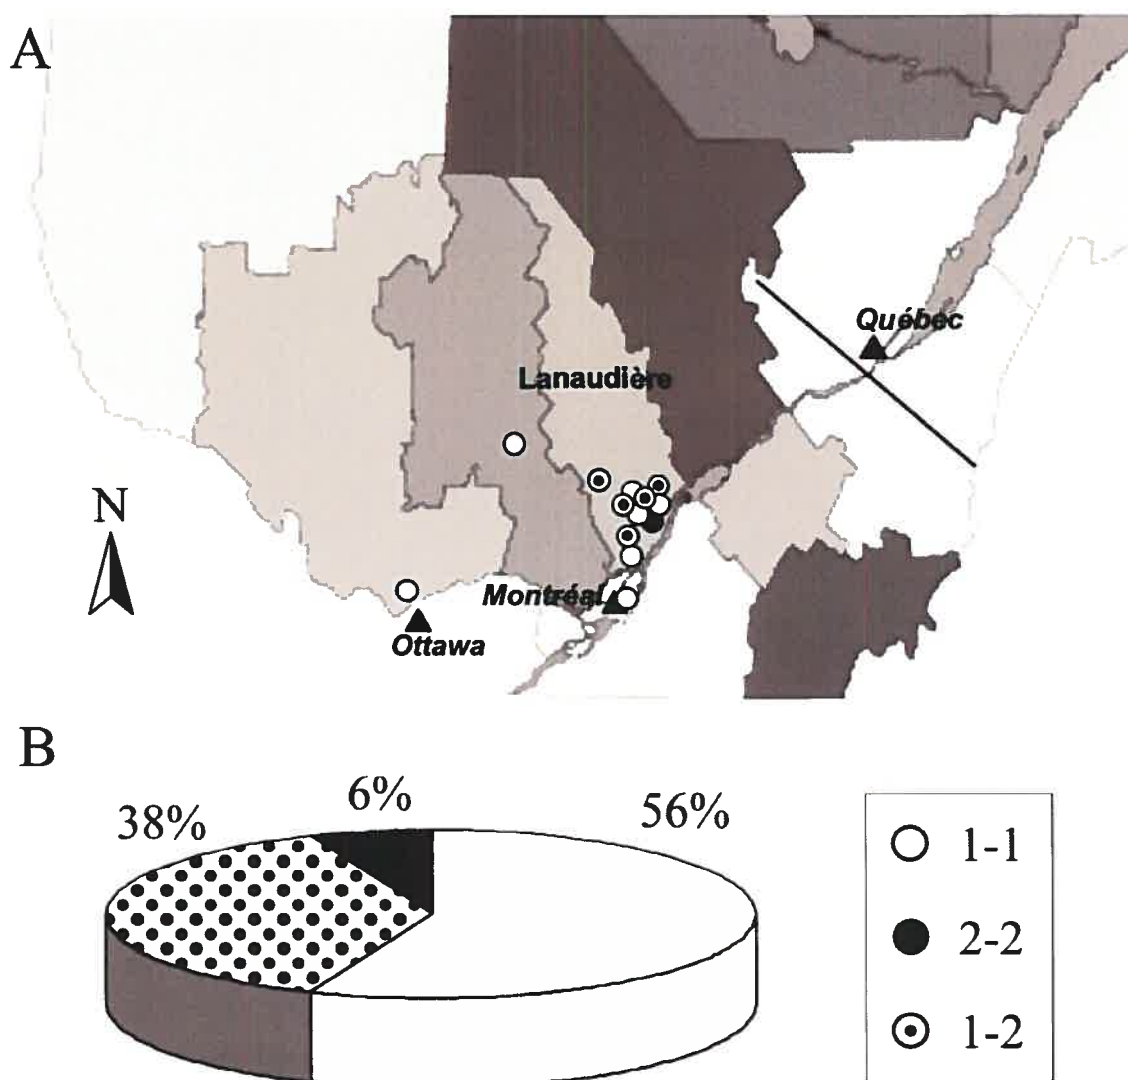 A
Québec
Lanaudière
N
Montréal
Ottawa
B
6%
38%
56%
1-1
2-2
1-2